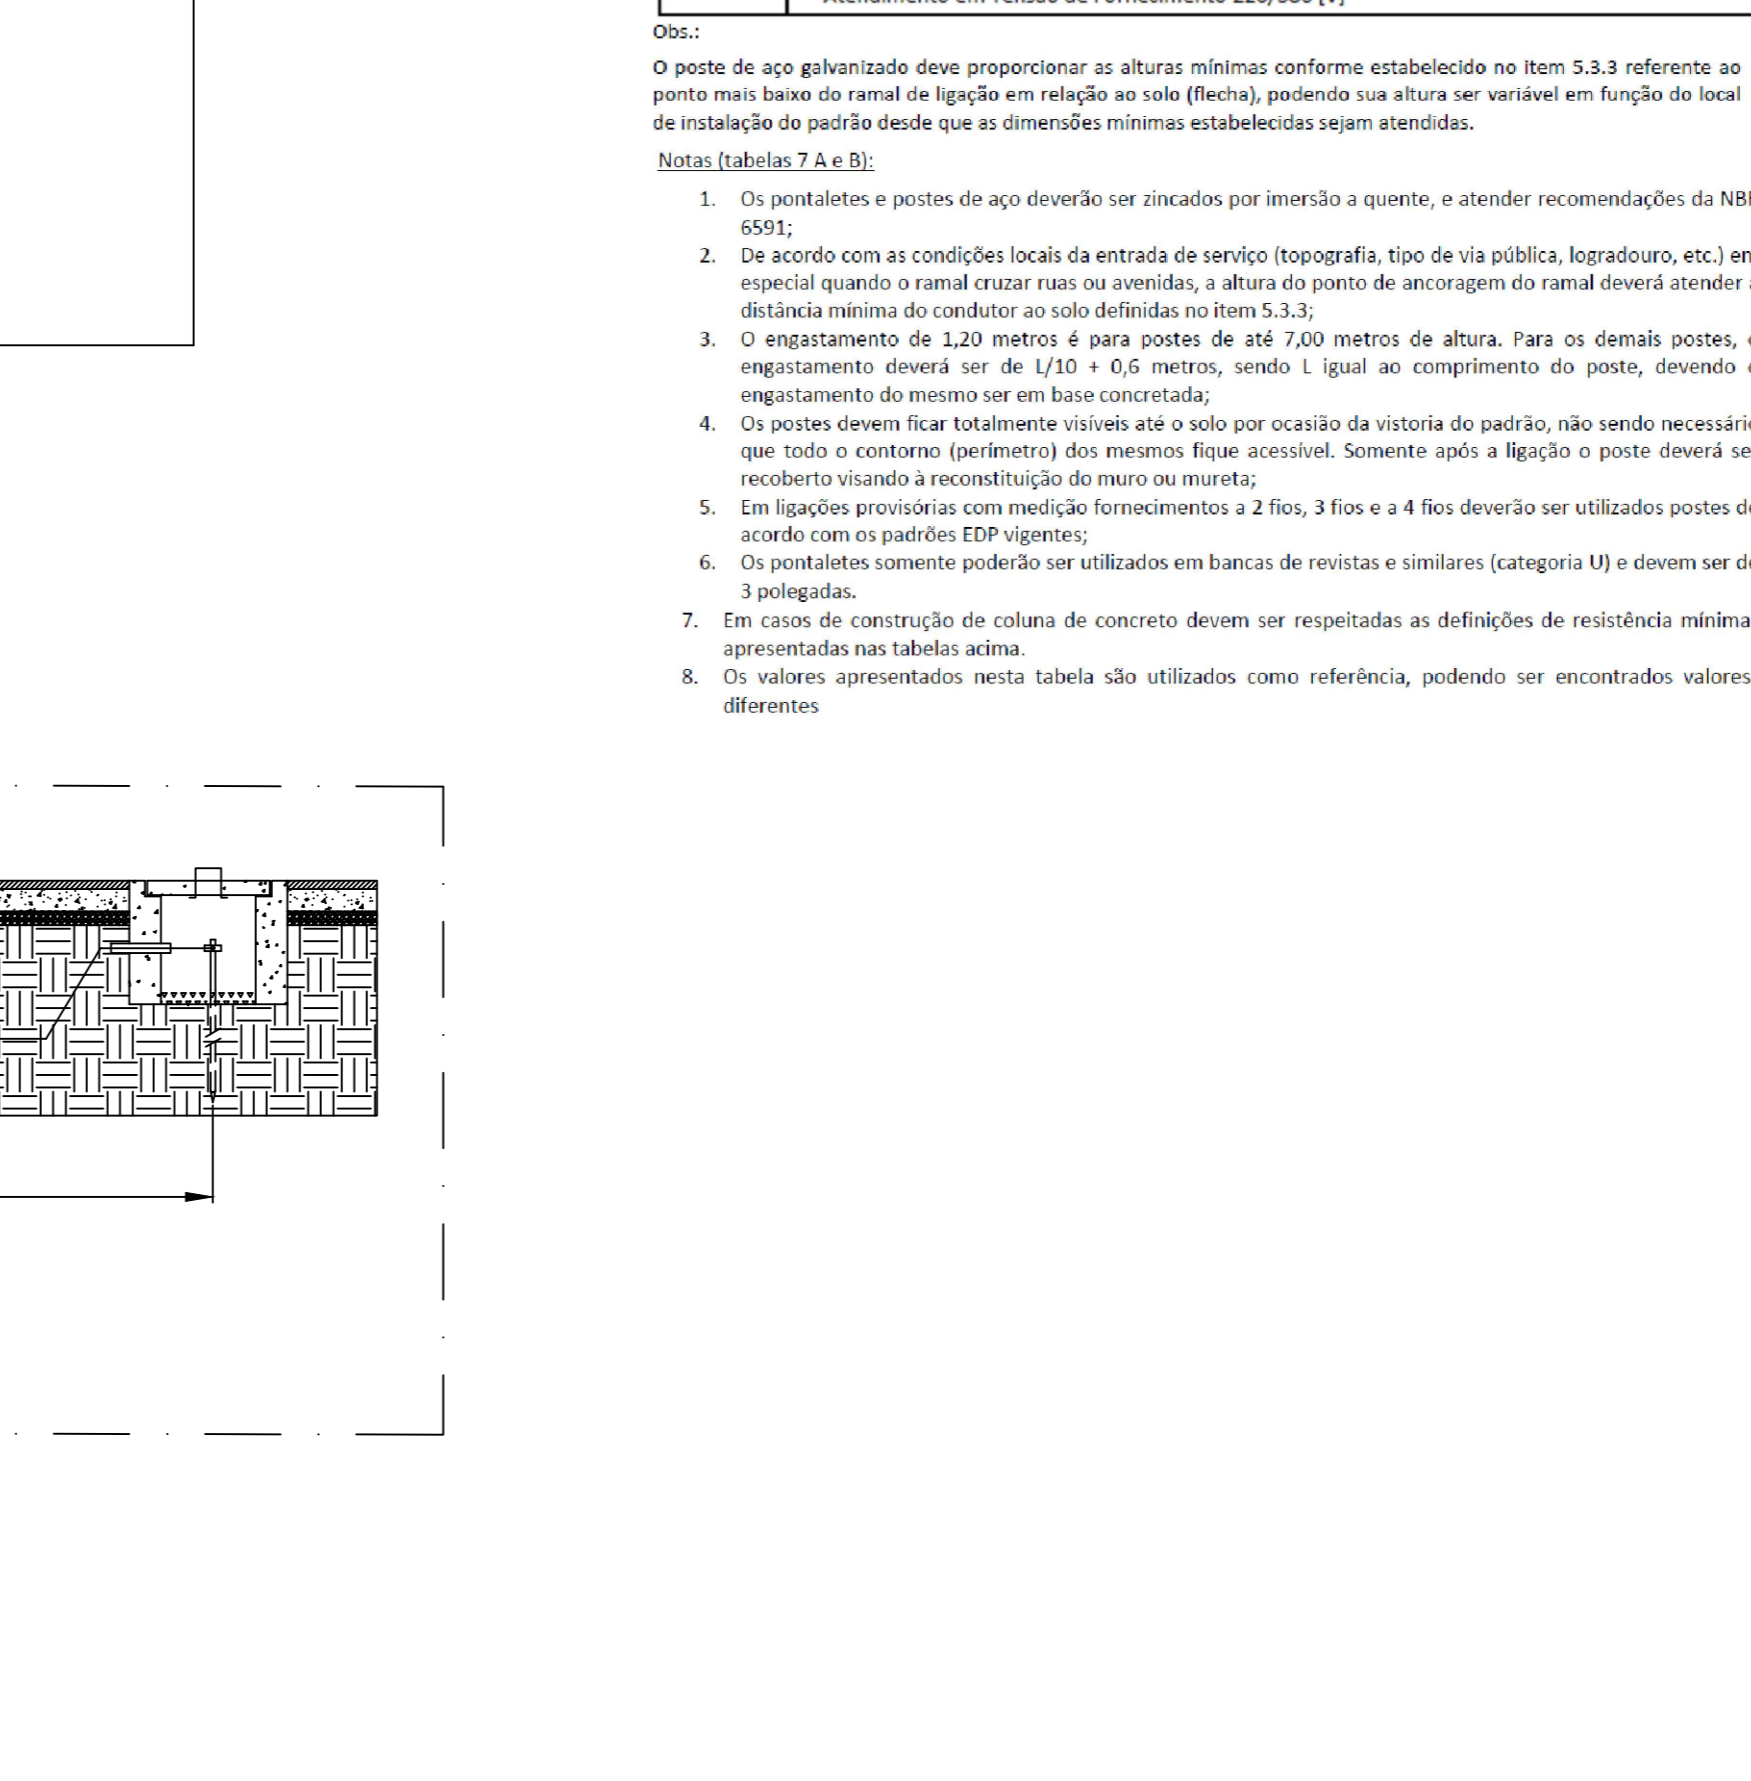 Atendimento em Tensão de Fornecimento 220/380 [V]
Obs.:
O poste de aço galvanizado deve proporcionar as alturas mínimas conforme estabelecido no item 5.3.3 referente ao
ponto mais baixo do ramal de ligação em relação ao solo (flecha), podendo sua altura ser variável em função do local
de instalação do padrão desde que as dimensões mínimas estabelecidas sejam atendidas.
Notas (tabelas 7 A e B):
1. Os pontaletes e postes de aço deverão ser zincados por imersão a quente, e atender recomendações da
6591;
2. De acordo com as condições locais da entrada de serviço (topografia, tipo de via pública, logradouro, etc.)
especial quando o ramal cruzar ruas ou avenidas, a altura do ponto de ancoragem do ramal deverá atender
distância mínima do condutor ao solo definidas no item 5.3.3;
3. O engastamento de 1,20 metros é para postes de até 7,00 metros de altura. Para os demais postes,
engastamento deverá ser de L/10 + 0,6 metros, sendo L igual ao comprimento do poste, devendo
engastamento do mesmo ser em base concretada;
4. Os postes devem ficar totalmente visíveis até o solo por ocasião da vistoria do padrão, não sendo
que todo o contorno (perímetro) dos mesmos fique acessível. Somente após a ligação o poste deverá
recoberto visando à reconstituição do muro ou mureta;
5. Em ligações provisórias com medição fornecimentos a 2 fios, 3 fios e a 4 fios deverão ser utilizados postes
acordo com os padrões EDP vigentes;
6. Os pontaletes somente poderão ser utilizados em bancas de revistas e similares (categoria U) e devem ser
3 polegadas.
7. Em casos de construção de coluna de concreto devem ser respeitadas as definições de resistência mínima
apresentadas nas tabelas acima.
8. Os valores apresentados nesta tabela são utilizados como referência, podendo ser encontrados valores
diferentes